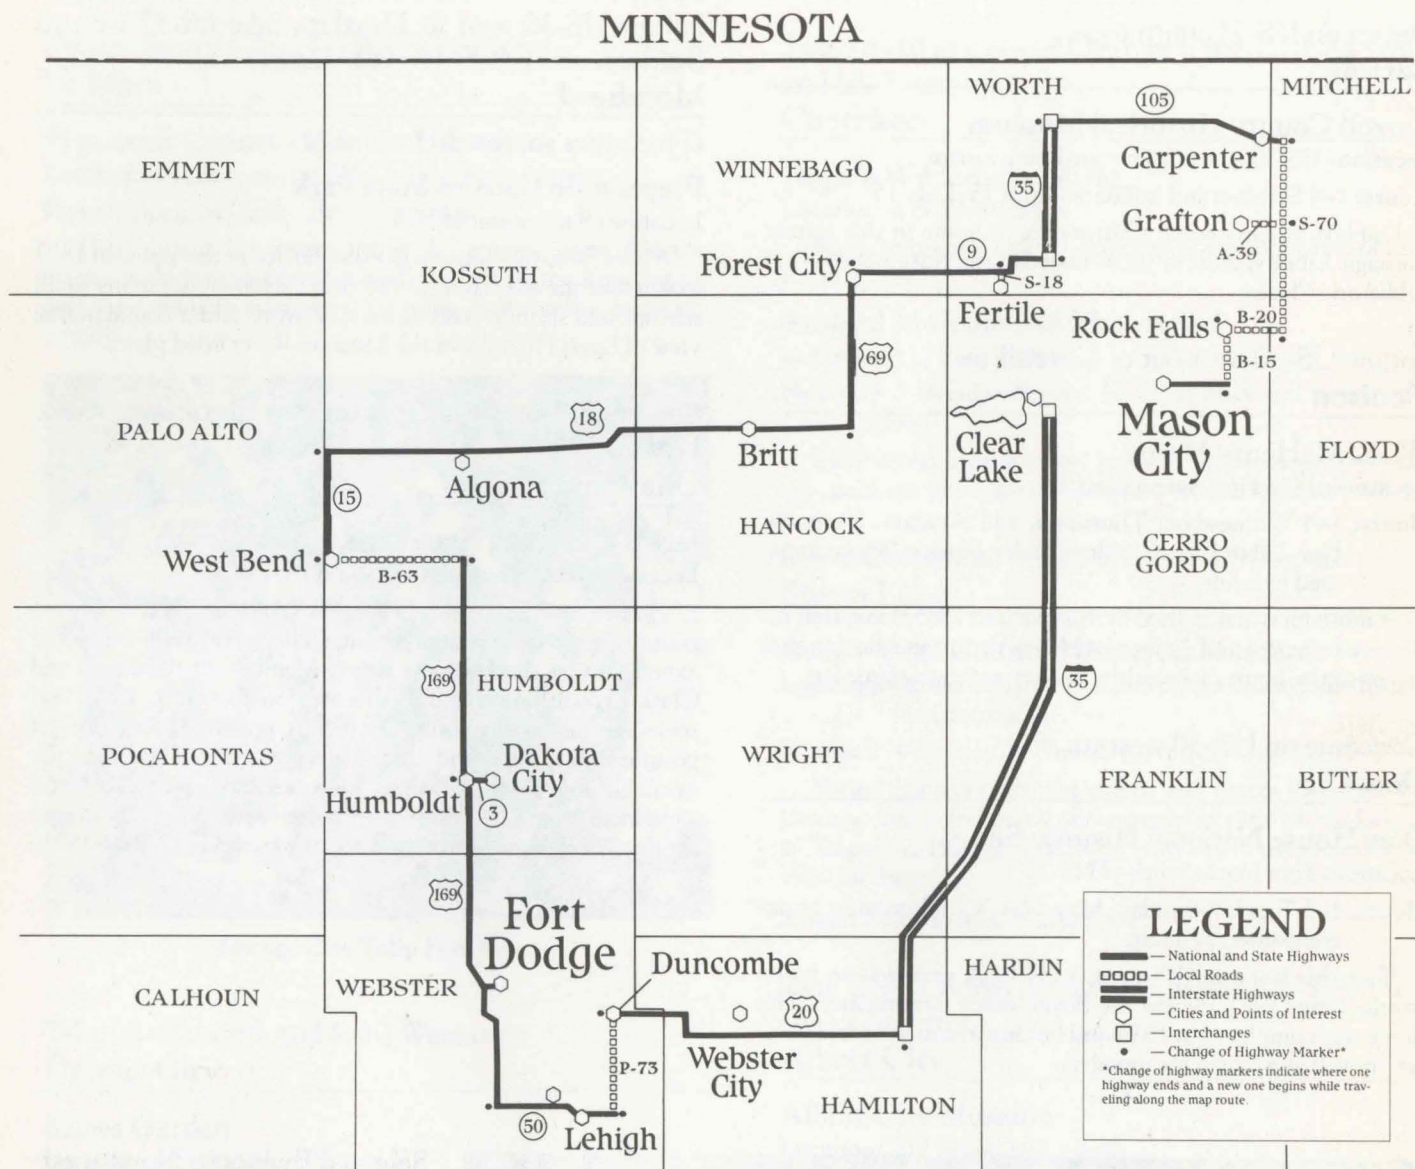 MINNESOTA
WORTH
105
MITCHELL
Carpenter
EMMET
WINNEBAGO
35
Grafton
S-70
A-39
9
Forest City
KOSSUTH
S-18
Fertile
B-20
Rock Falls
B-15
69
18
Mason
City
Clear
Lake
PALO ALTO
Britt
FLOYD
Algona
15
HANCOCK
CERRO
GORDO
West Bend
B-63
169
HUMBOLDT
35
POCAHONTAS
Dakota
City
WRIGHT
FRANKLIN
BUTLER
Humboldt
3
169
Fort
Dodge
LEGEND
National and State Highways
Local Roads
Interstate Highways
Cities and Points of Interest
Interchanges
Change of Highway Marker*
*Change of highway markers indicate where one
highway ends and a new one begins while trav-
eling along the map route.
Duncombe
HARDIN
WEBSTER
CALHOUN
20
Webster
City
P-73
HAMILTON
50
Lehigh